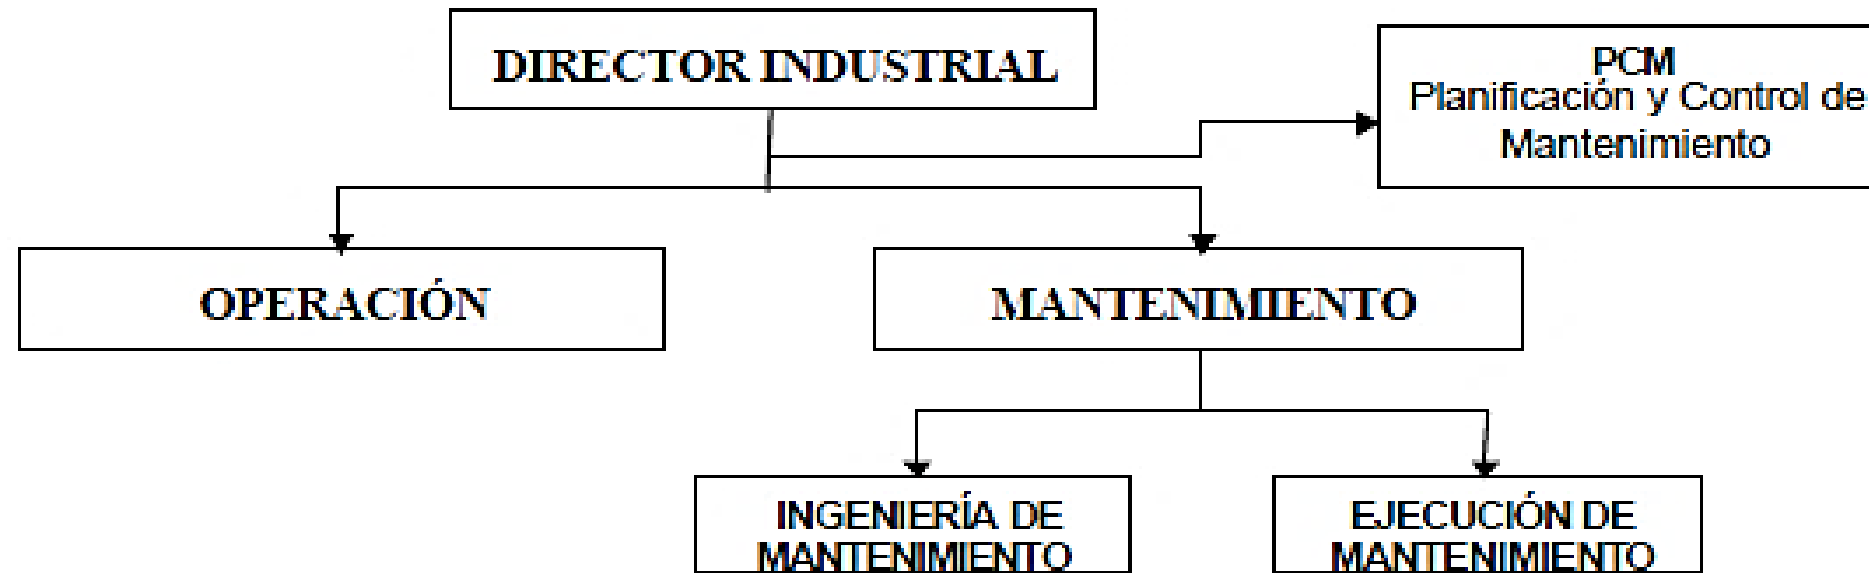 DIRECTOR INDUSTRIAL
PCM
Planificación y Control de
Mantenimiento
OPERACIÓN
MANTENIMIENTO
INGENIERÍA DE
MANTENIMIENTO
EJECUCIÓN DE
MANTENIMIENTO